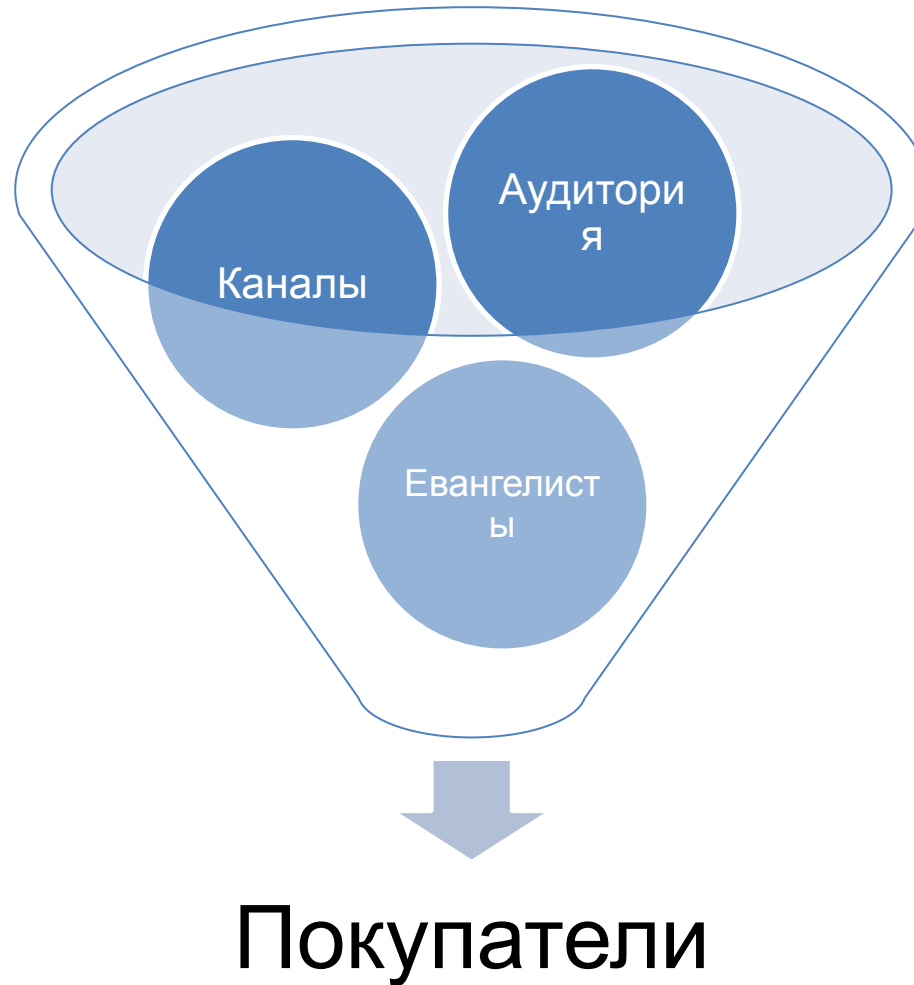 Аудитори
я
Каналы
Евангелист
ы
Покупатели